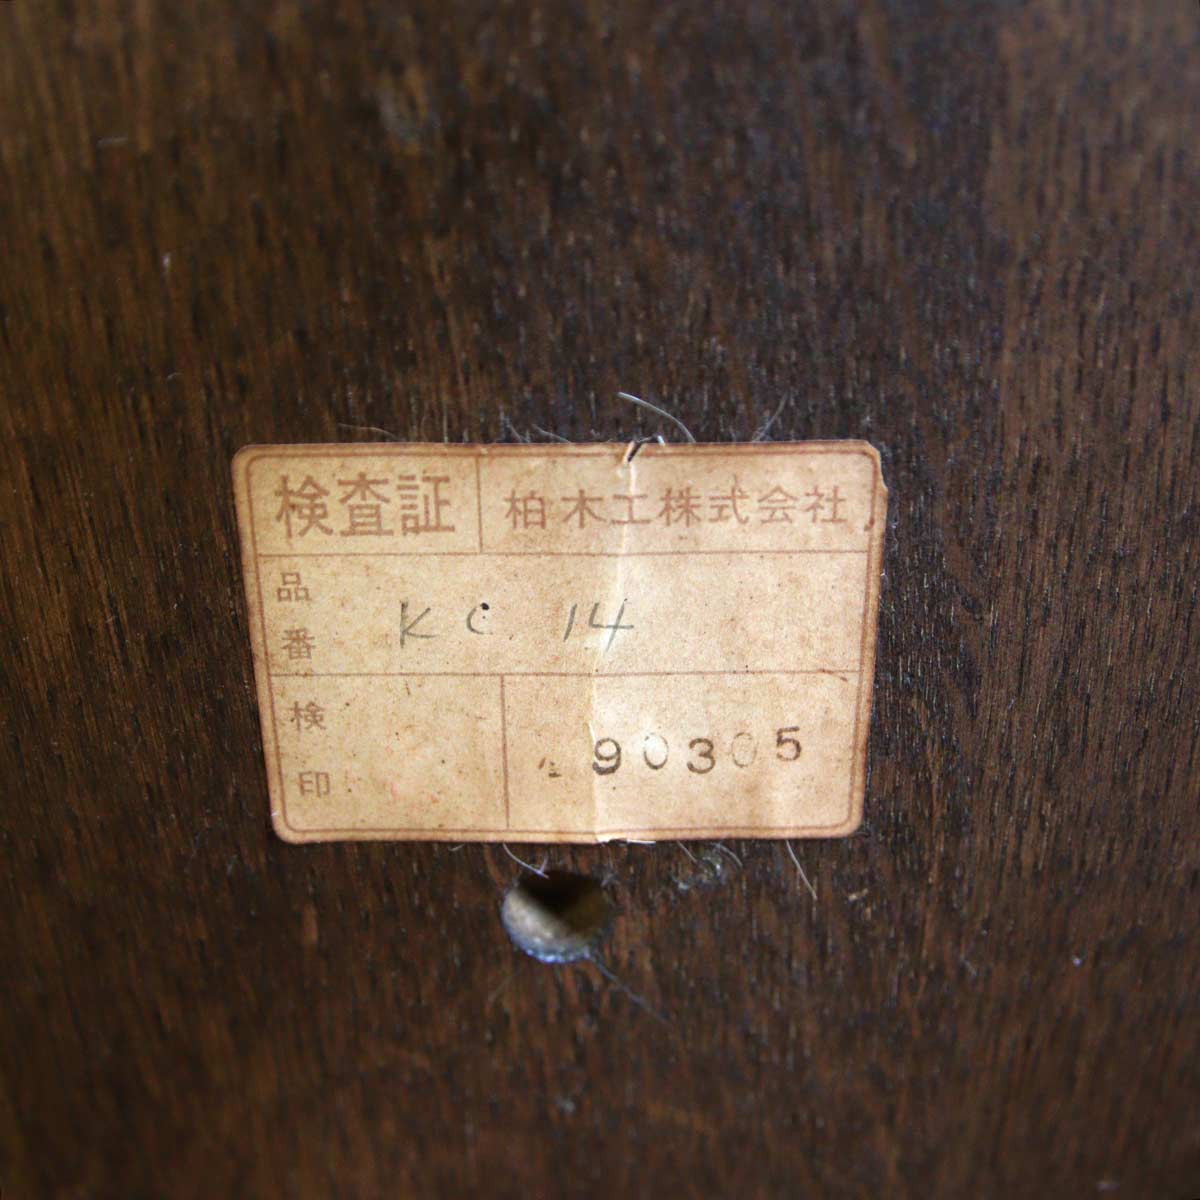 検査証 柏木工株式会社
品番 KC 14
検印 90305